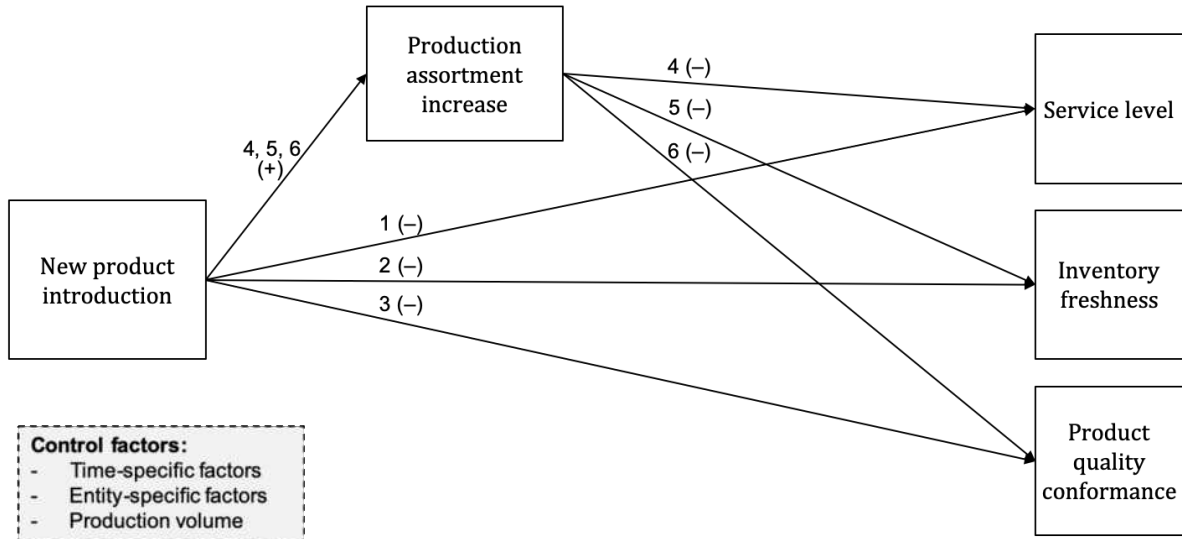 Production
assortment
increase
4 (–)
Service level
5 (–)
6 (–)
4, 5, 6
(+)
1 (–)
New product
introduction
2 (–)
Inventory
freshness
3 (–)
Product
quality
conformance
Control factors:
- Time-specific factors
- Entity-specific factors
- Production volume